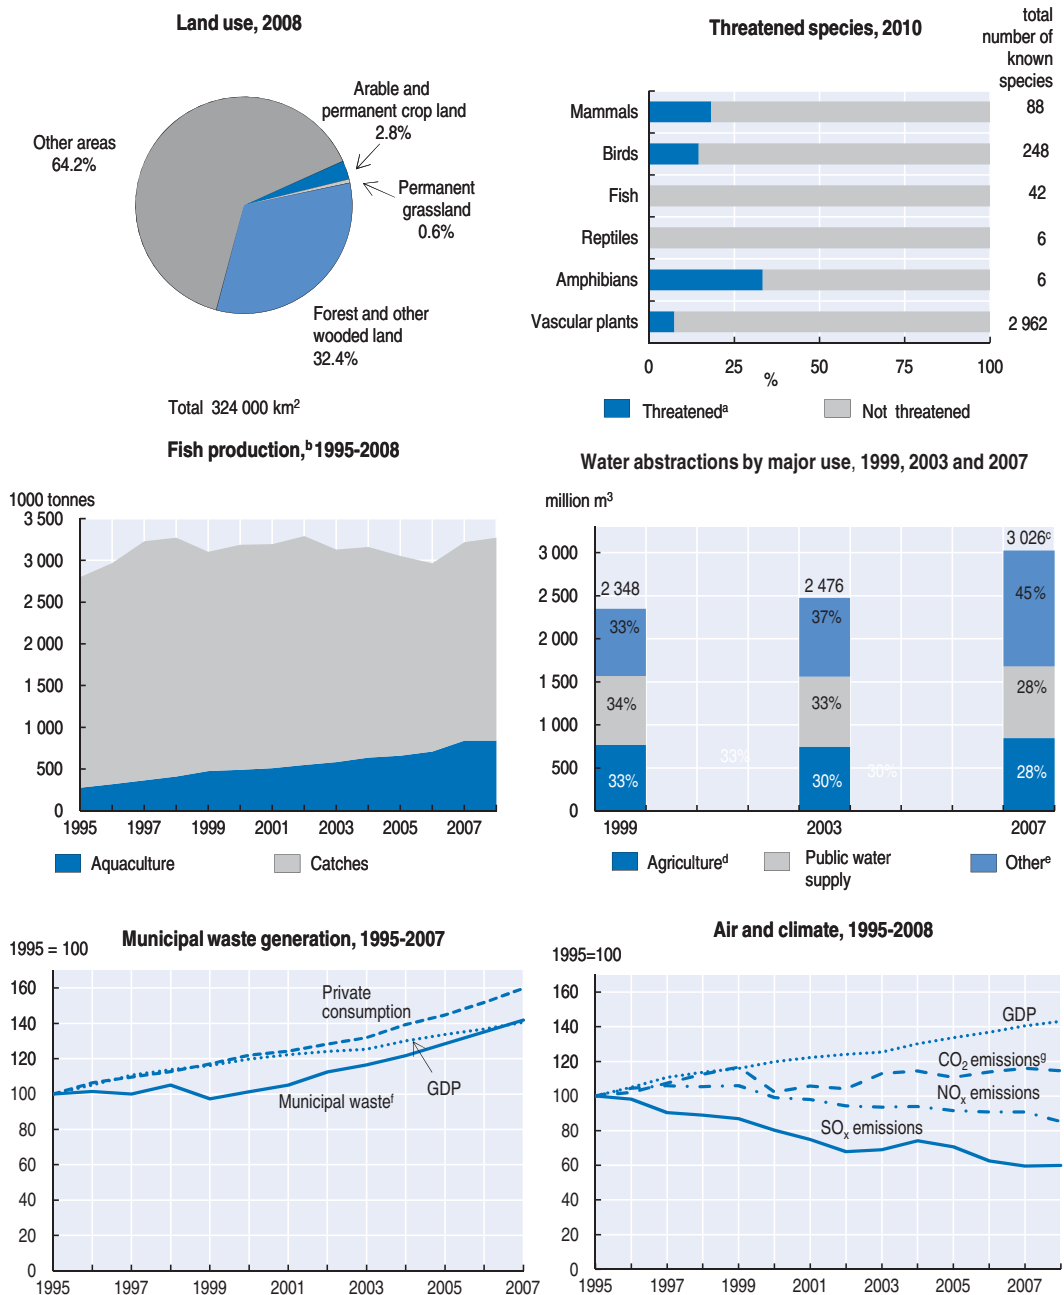 Land use, 2008
Other areas
64.2%
Arable and
permanent crop land
2.8%
Permanent
grassland
0.6%
Forest and other
wooded land
32.4%
Total 324 000 km²
Threatened species, 2010
total
number of
known
species
Mammals 88
Birds 248
Fish 42
Reptiles 6
Amphibians 6
Vascular plants 2 962
0 25 50 75 100
%
Threatenedᵃ Not threatened
Fish production,ᵇ 1995-2008
1000 tonnes
3 500
3 000
2 500
2 000
1 500
1 000
500
0
1995 1997 1999 2001 2003 2005 2007
Aquaculture Catches
Water abstractions by major use, 1999, 2003 and 2007
million m³
3 000
2 500
2 000
1 500
1 000
500
0
2 348
33%
34%
33%
33%
2 476
37%
33%
30%
30%
3 026ᶜ
45%
28%
28%
1999 2003 2007
Agricultureᵈ
Public water
supply
Otherᵉ
Municipal waste generation, 1995-2007
1995 = 100
160
140
120
100
80
60
40
20
0
Private
consumption
GDP
Municipal wasteᶠ
1995 1997 1999 2001 2003 2005 2007
Air and climate, 1995-2008
1995=100
160
140
120
100
80
60
40
20
0
GDP
CO₂ emissionsᵍ
NOₓ emissions
SOₓ emissions
1995 1997 1999 2001 2003 2005 2007